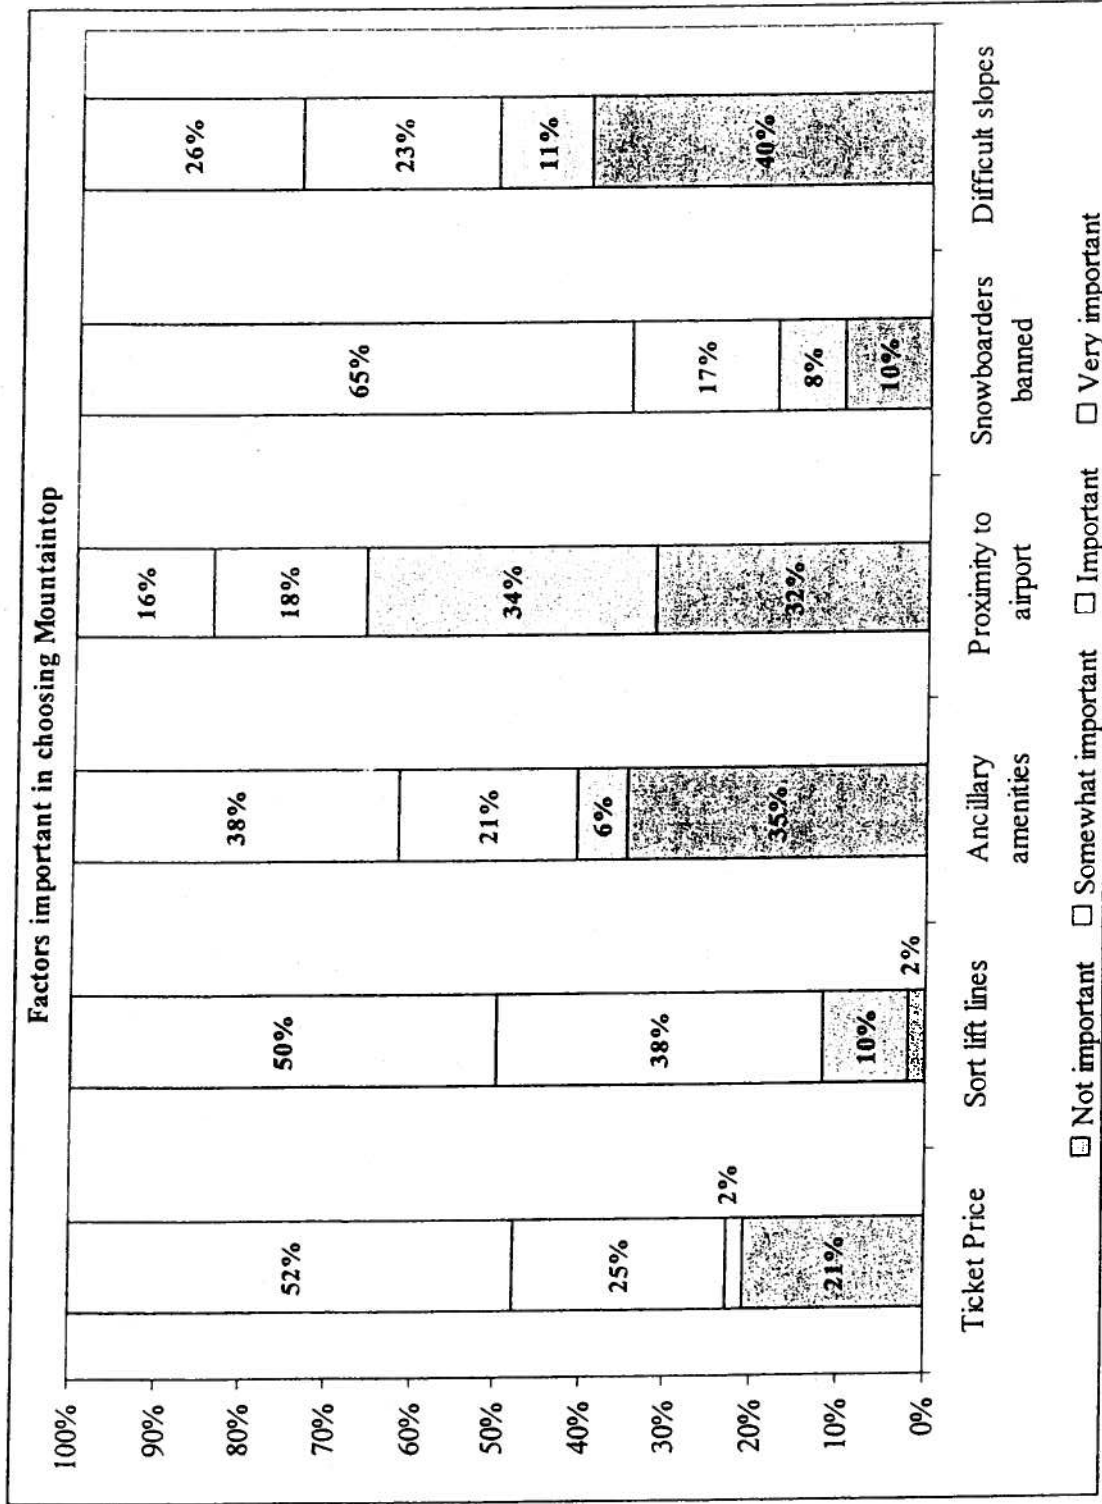 Factors important in choosing Mountaintop
100%
90%
80%
70%
60%
50%
40%
30%
20%
10%
0%
52%
25%
2%
21%
50%
38%
10%
2%
38%
21%
6%
35%
16%
18%
34%
32%
65%
17%
8%
10%
26%
23%
11%
40%
Ticket Price
Sort lift lines
Ancillary
amenities
Proximity to
airport
Snowboarders
banned
Difficult slopes
Not important
Somewhat important
Important
Very important